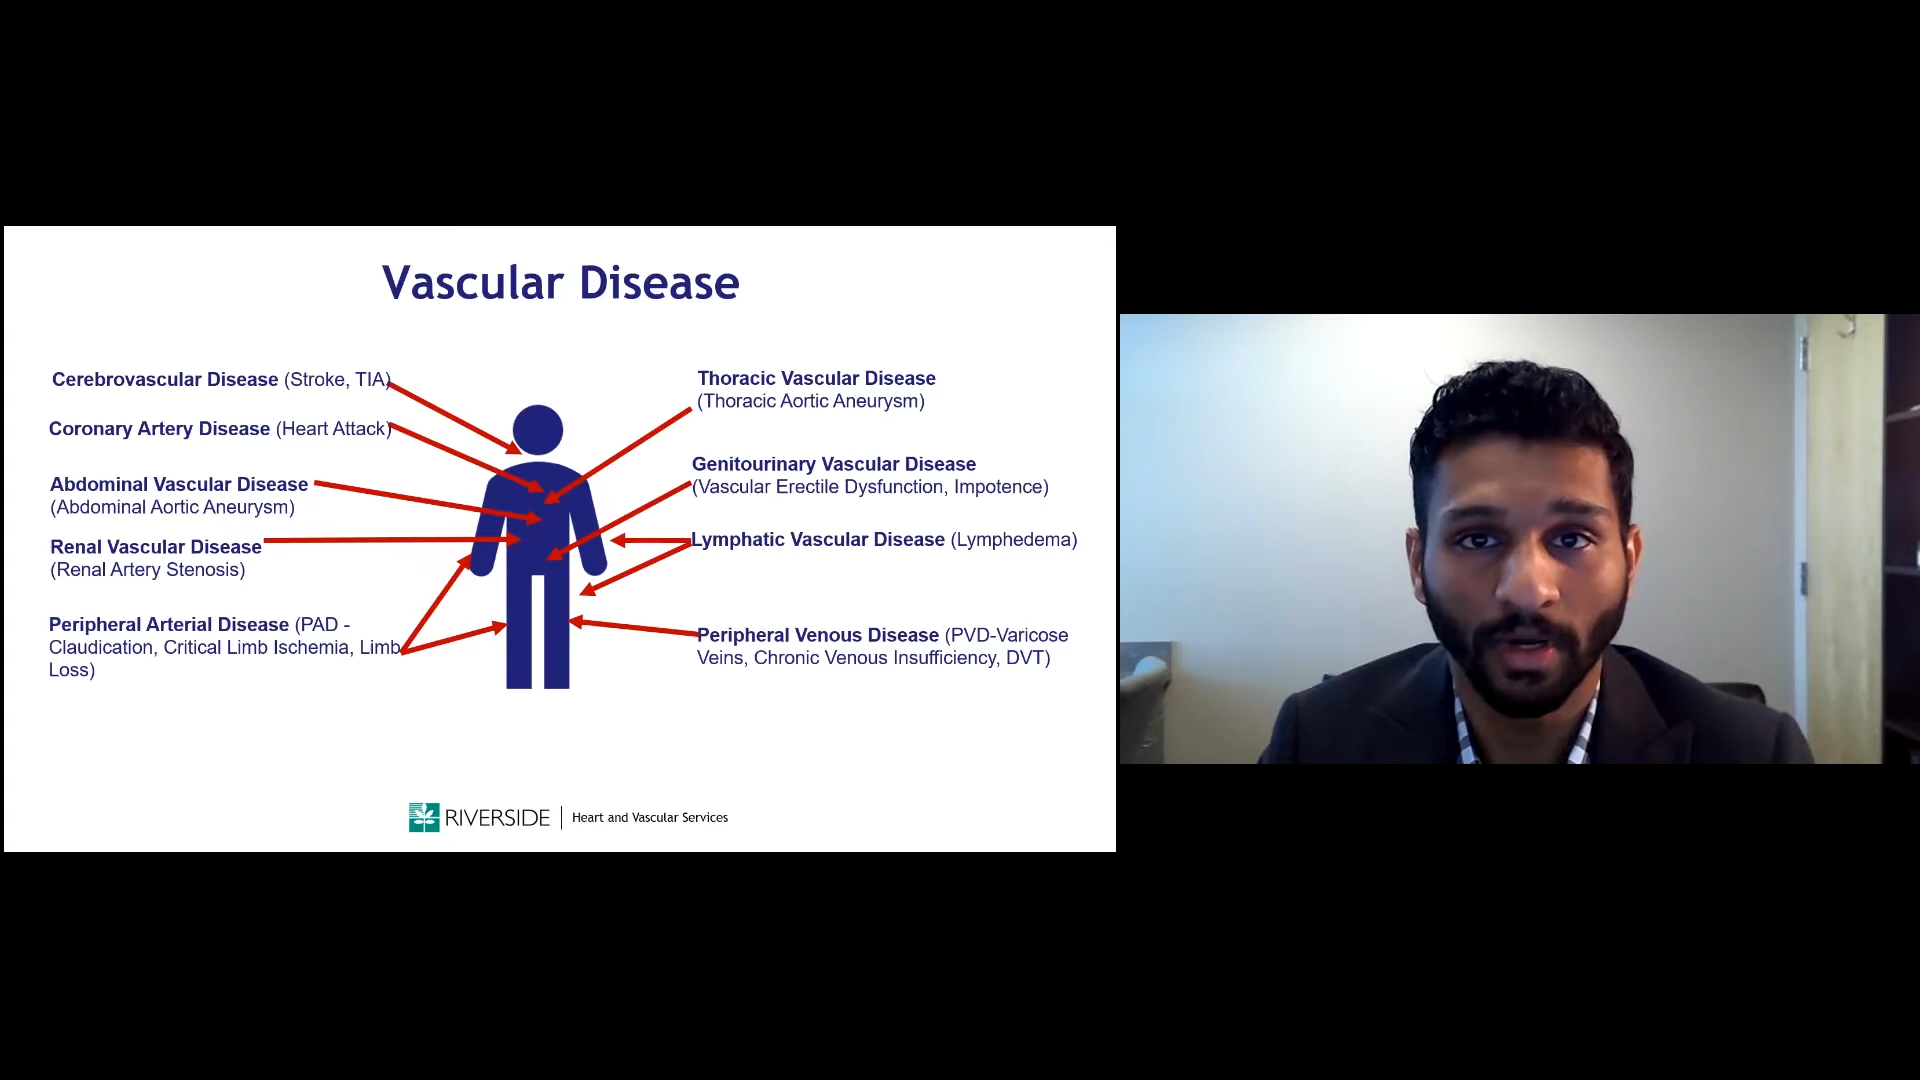 Vascular Disease
Cerebrovascular Disease (Stroke, TIA)
Coronary Artery Disease (Heart Attack)
Abdominal Vascular Disease
(Abdominal Aortic Aneurysm)
Renal Vascular Disease
(Renal Artery Stenosis)
Peripheral Arterial Disease (PAD -
Claudication, Critical Limb Ischemia, Limb
Loss)
Thoracic Vascular Disease
(Thoracic Aortic Aneurysm)
Genitourinary Vascular Disease
(Vascular Erectile Dysfunction, Impotence)
Lymphatic Vascular Disease (Lymphedema)
Peripheral Venous Disease (PVD-Varicose
Veins, Chronic Venous Insufficiency, DVT)
RIVERSIDE | Heart and Vascular Services